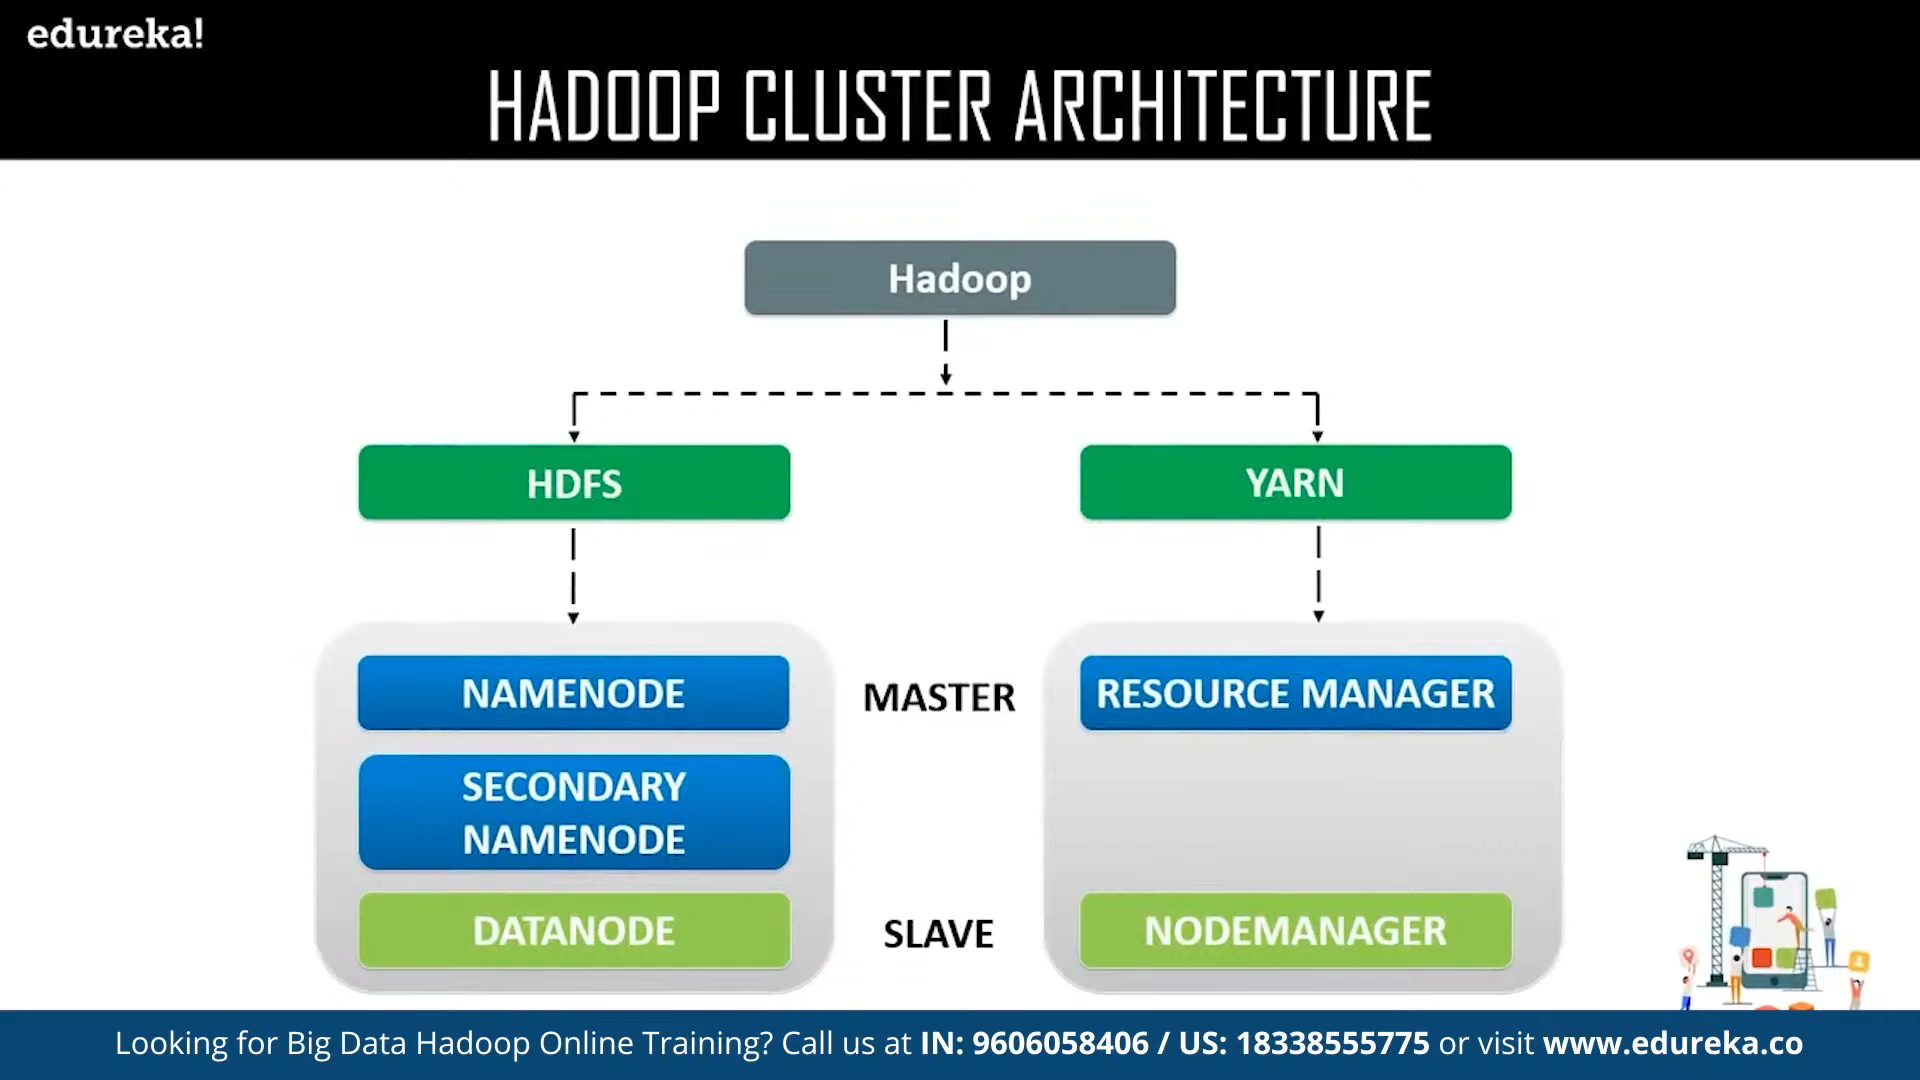 edureka!
HADOOP CLUSTER ARCHITECTURE
Hadoop
HDFS
YARN
NAMENODE
MASTER
RESOURCE MANAGER
SECONDARY
NAMENODE
DATANODE
SLAVE
NODEMANAGER
Looking for Big Data Hadoop Online Training? Call us at IN: 9606058406 / US: 18338555775 or visit www.edureka.co